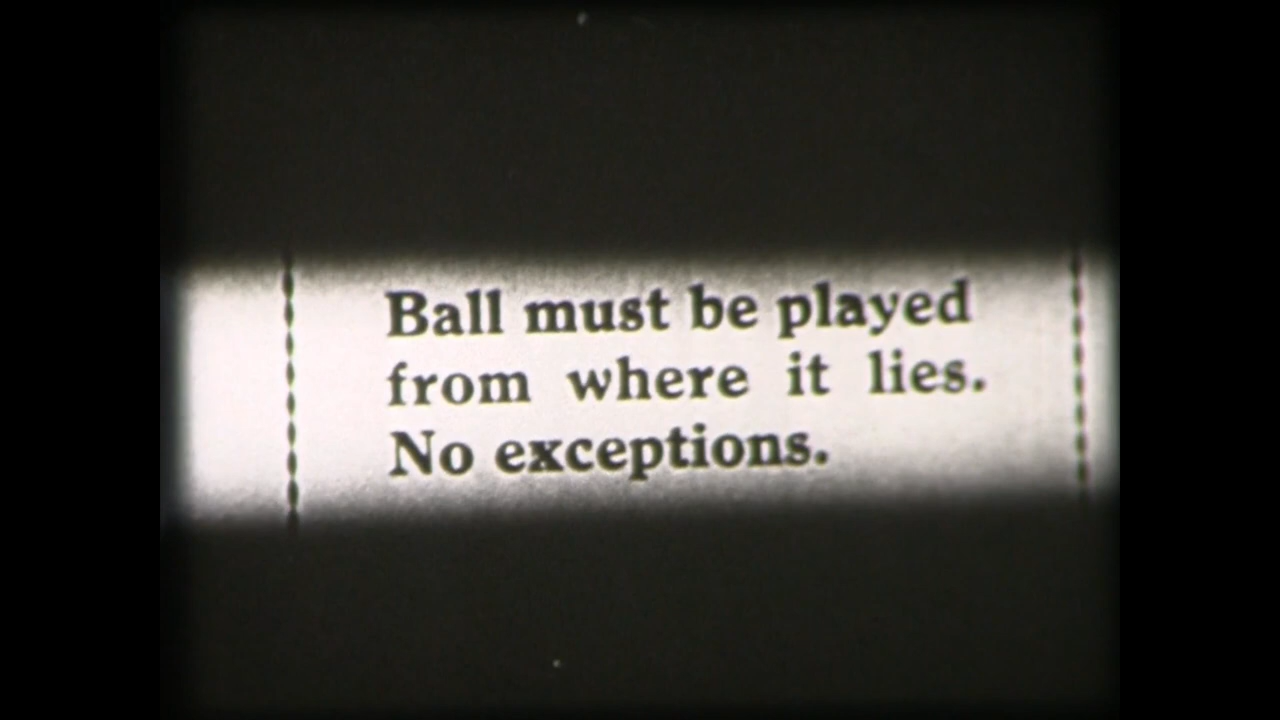 Ball must be played
from where it lies.
No exceptions.